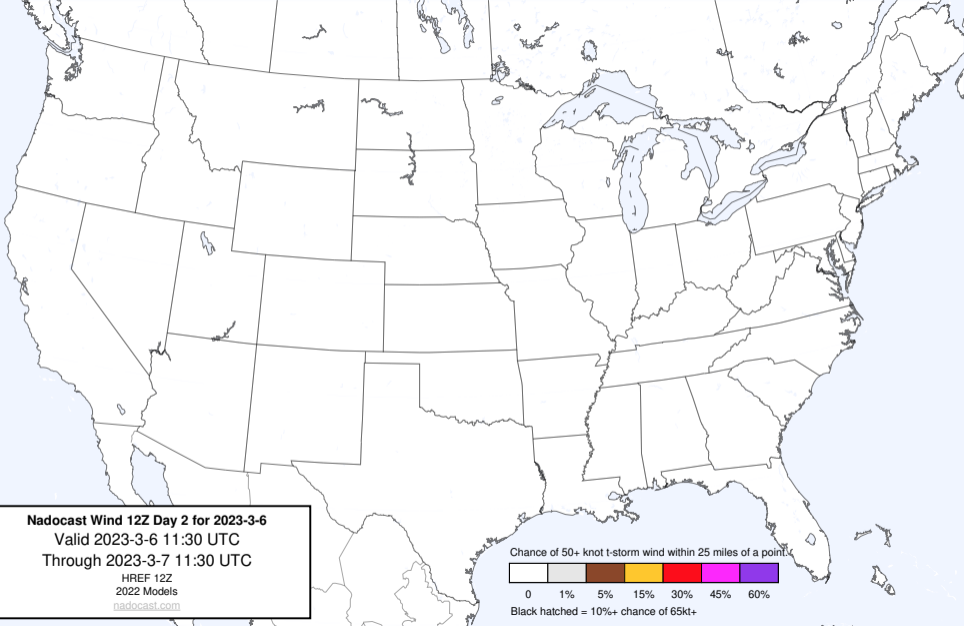 Nadocast Wind 12Z Day 2 for 2023-3-6
Valid 2023-3-6 11:30 UTC
Through 2023-3-7 11:30 UTC
HREF 12Z
2022 Models
nadocast.com
Chance of 50+ knot t-storm wind within 25 miles of a point.
0 1% 5% 15% 30% 45% 60%
Black hatched = 10%+ chance of 65kt+